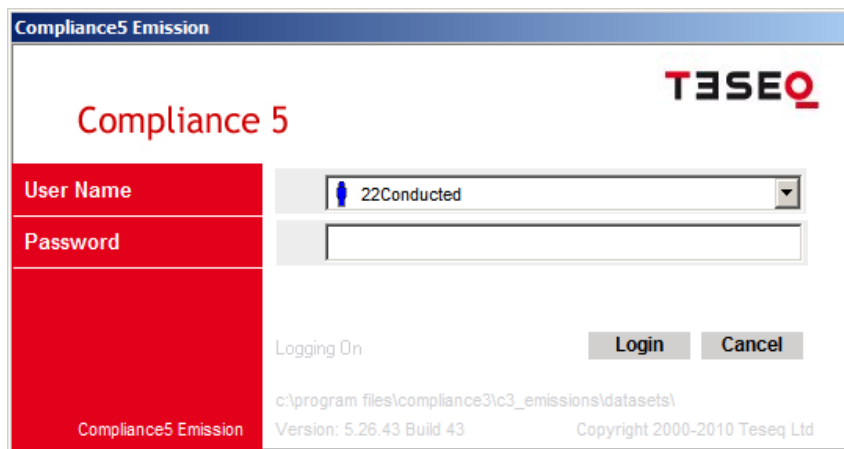 Compliance5 Emission
TESEQ
Compliance 5
User Name
22Conducted
Password
Logging On
Login
Cancel
c:\program files\compliance3\c3_emissions\datasets\
Compliance5 Emission
Version: 5.26.43 Build 43
Copyright 2000-2010 Teseq Ltd